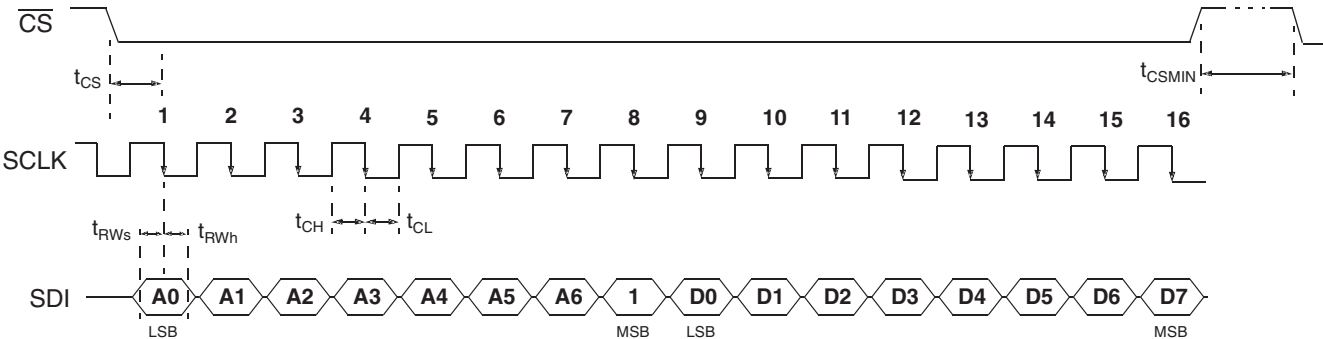 CS
tCS
tCSMIN
1 2 3 4 5 6 7 8 9 10 11 12 13 14 15 16
SCLK
tRWs tRWh tCH tCL
SDI A0 A1 A2 A3 A4 A5 A6 1 D0 D1 D2 D3 D4 D5 D6 D7
LSB MSB LSB MSB